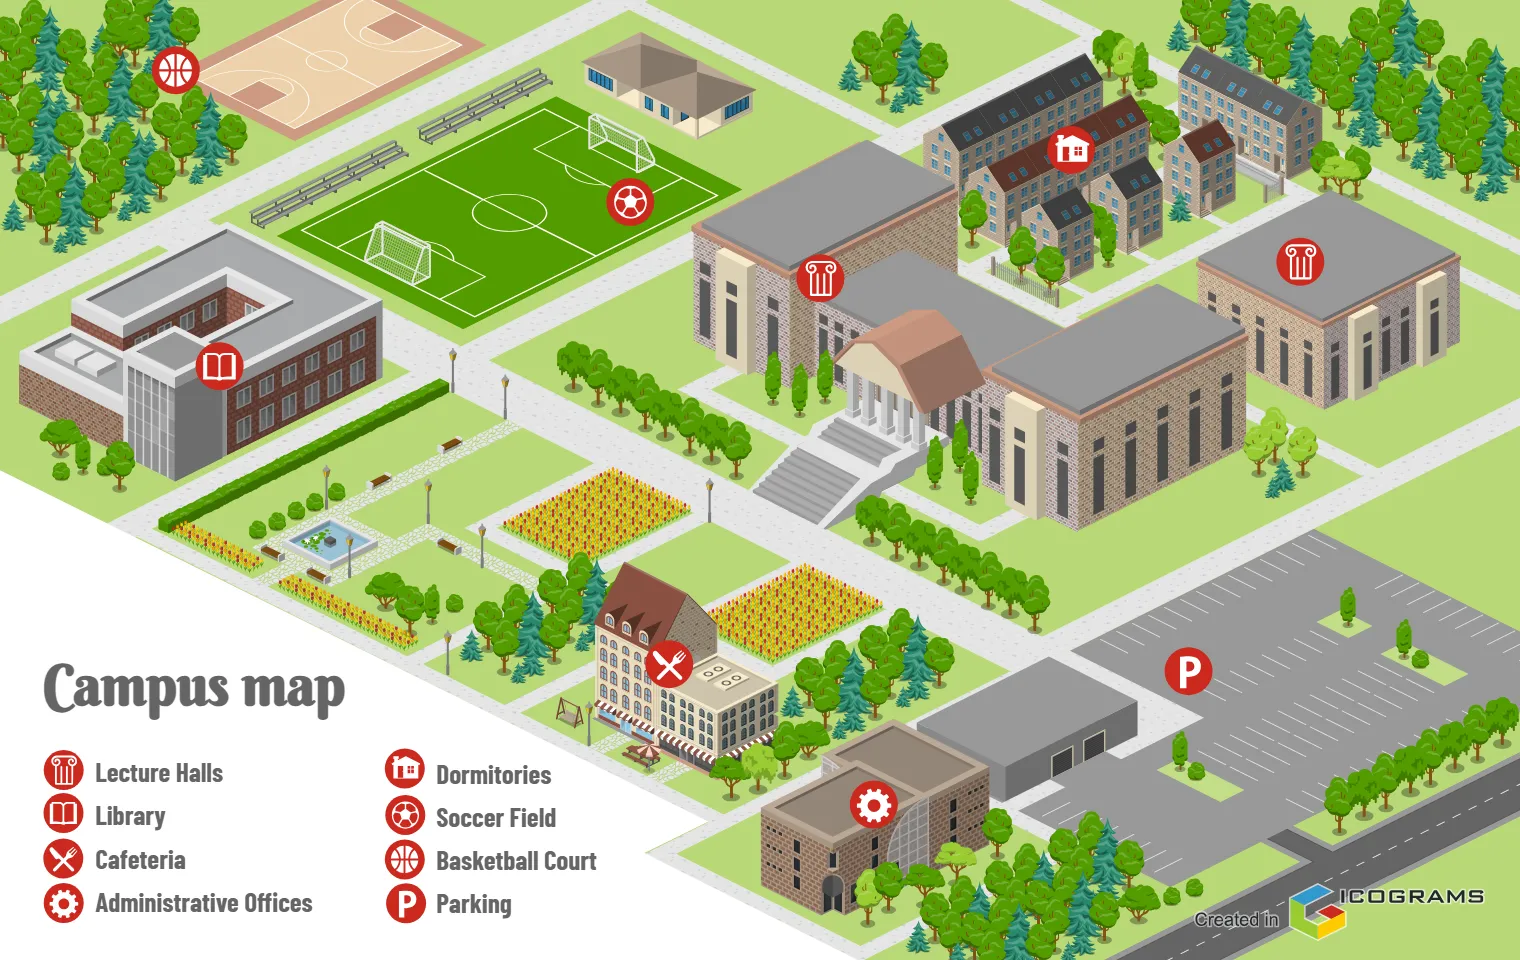 P
Campus map
Lecture Halls
Library
Cafeteria
Administrative Offices
Dormitories
Soccer Field
Basketball Court
P Parking
Created in ICOGRAMS